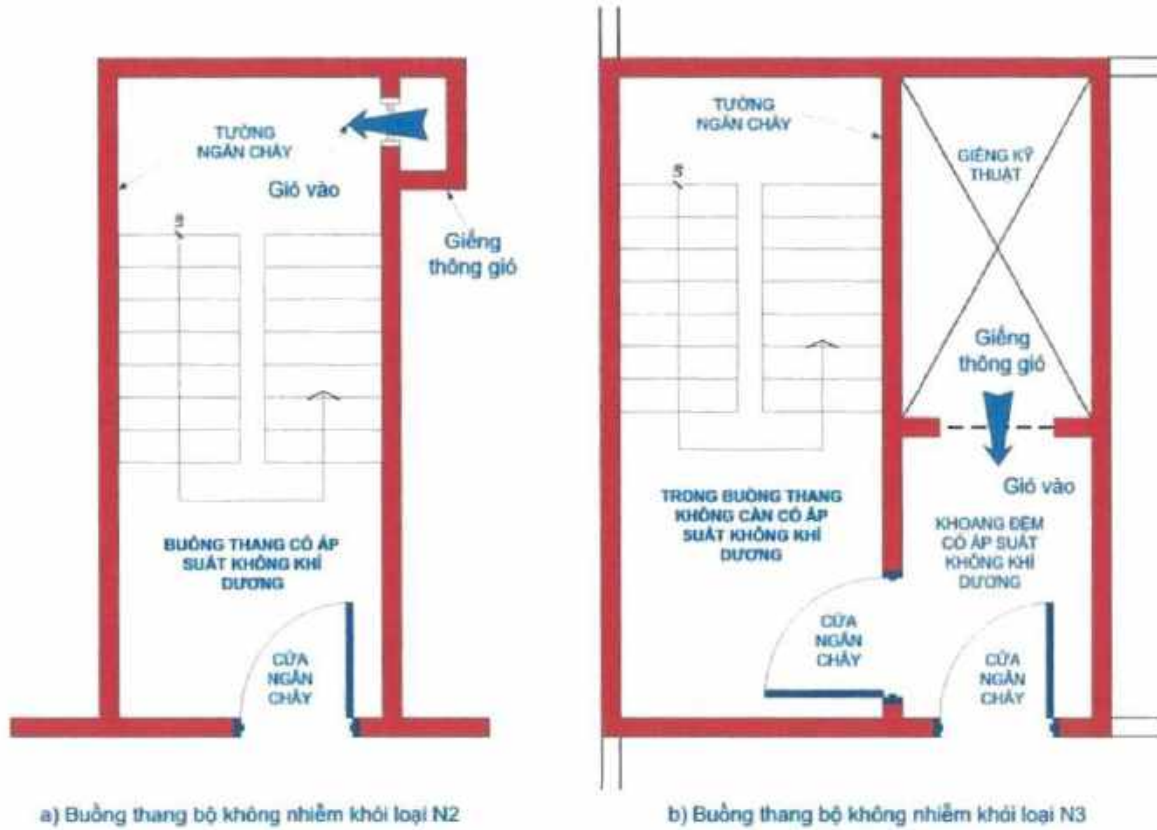 TƯỜNG
NGĂN CHÁY
Gió vào
Giếng
thông gió
BUỒNG THANG CÓ ÁP
SUẤT KHÔNG KHÍ
DƯƠNG
CỬA
NGĂN
CHÁY
a) Buồng thang bộ không nhiễm khói loại N2
TƯỜNG
NGĂN CHÁY
GIẾNG KỸ
THUẬT
Giếng
thông gió
Gió vào
TRONG BUỒNG THANG
KHÔNG CẦN CÓ ÁP
SUẤT KHÔNG KHÍ
DƯƠNG
KHOANG ĐỆM
CÓ ÁP SUẤT
KHÔNG KHÍ
DƯƠNG
CỬA
NGĂN
CHÁY
CỬA
NGĂN
CHÁY
b) Buồng thang bộ không nhiễm khói loại N3